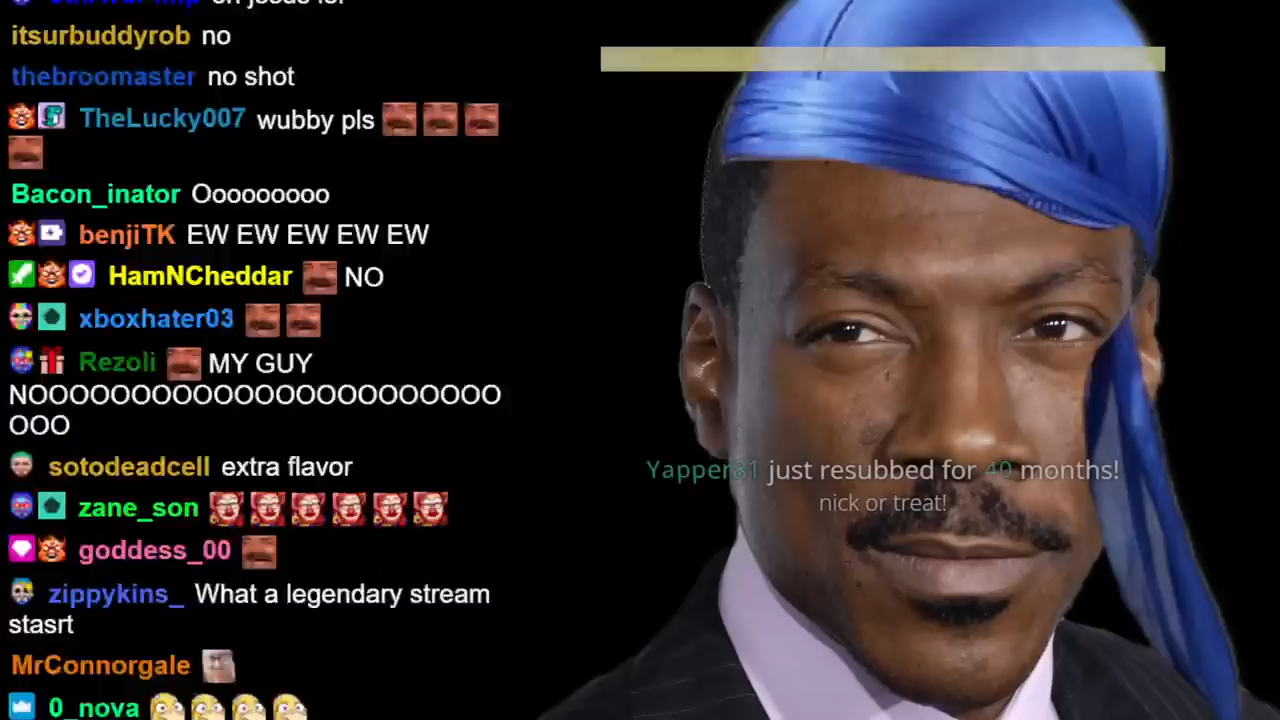 itsurbuddyrob no
thebroomaster no shot
TheLucky007 wubby pls
Bacon_inator Ooooooooo
benjiTK EW EW EW EW EW
HamNCheddar NO
xboxhater03
Rezoli MY GUY
NOOOOOOOOOOOOOOOOOOOOOOO
OOO
sotodeadcell extra flavor
zane_son
goddess_00
zippykins_ What a legendary stream
stasrt
MrConnorgale
0_nova
Yapper81 just resubbed for 40 months!
nick or treat!